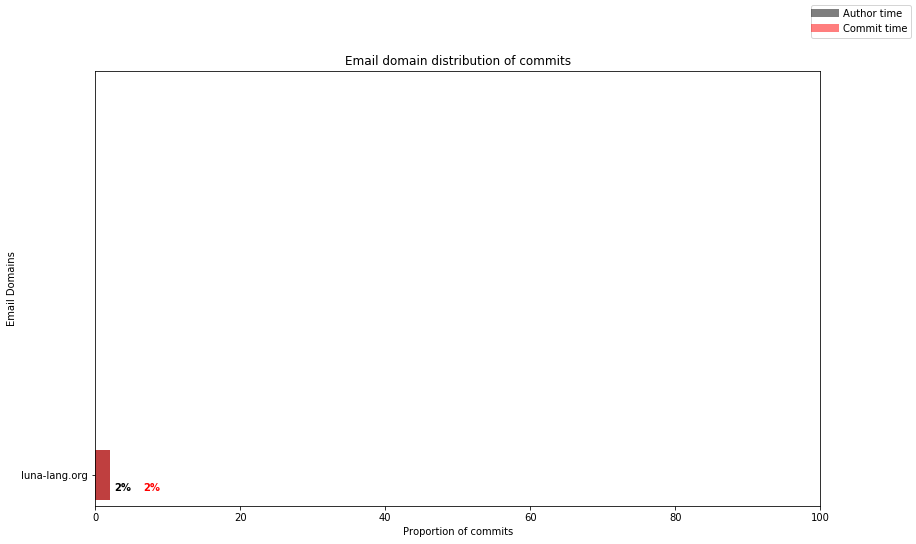 Author time
Commit time
Email domain distribution of commits
Email Domains
luna-lang.org
2% 2%
0 20 40 60 80 100
Proportion of commits